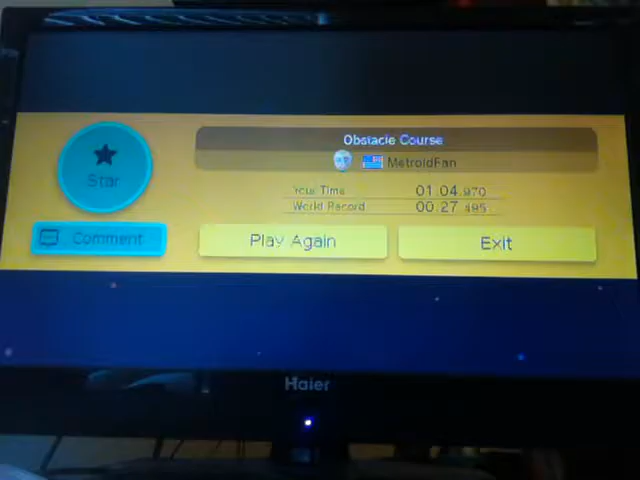 Obstacle Course
MetroidFan
Star
Your Time 01:04.970
World Record 00:27.495
Comment
Play Again
Exit
Haier